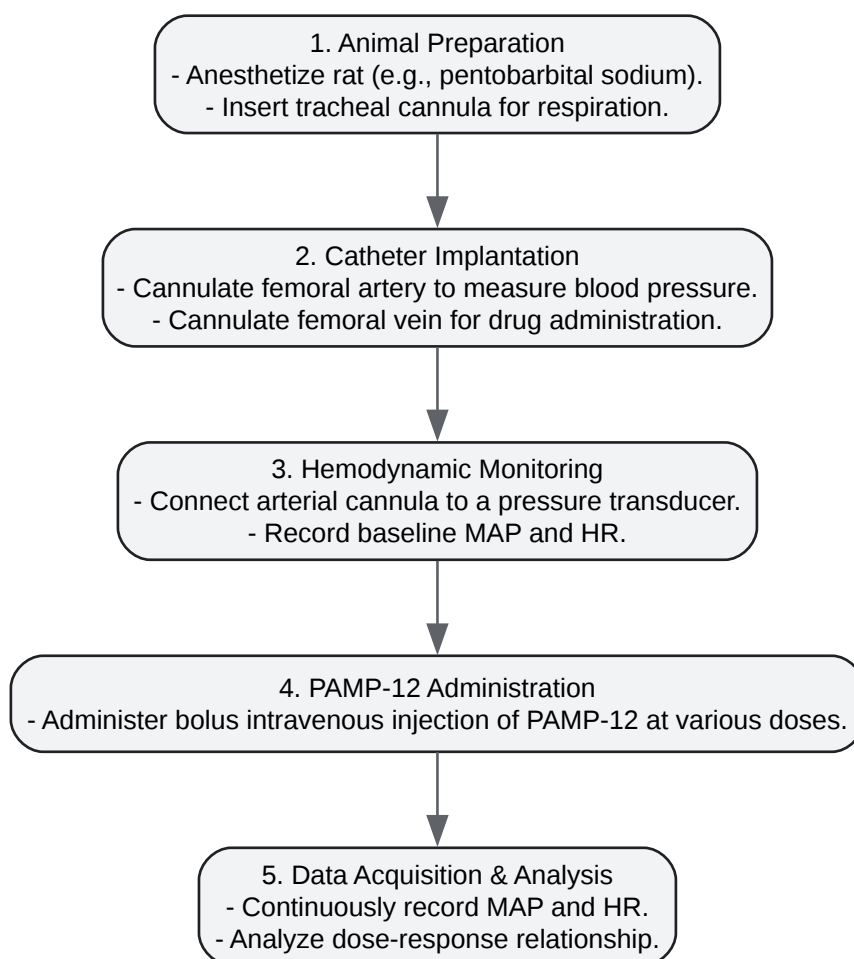 1. Animal Preparation
- Anesthetize rat (e.g., pentobarbital sodium).
- Insert tracheal cannula for respiration.
2. Catheter Implantation
- Cannulate femoral artery to measure blood pressure.
- Cannulate femoral vein for drug administration.
3. Hemodynamic Monitoring
- Connect arterial cannula to a pressure transducer.
- Record baseline MAP and HR.
4. PAMP-12 Administration
- Administer bolus intravenous injection of PAMP-12 at various doses.
5. Data Acquisition & Analysis
- Continuously record MAP and HR.
- Analyze dose-response relationship.